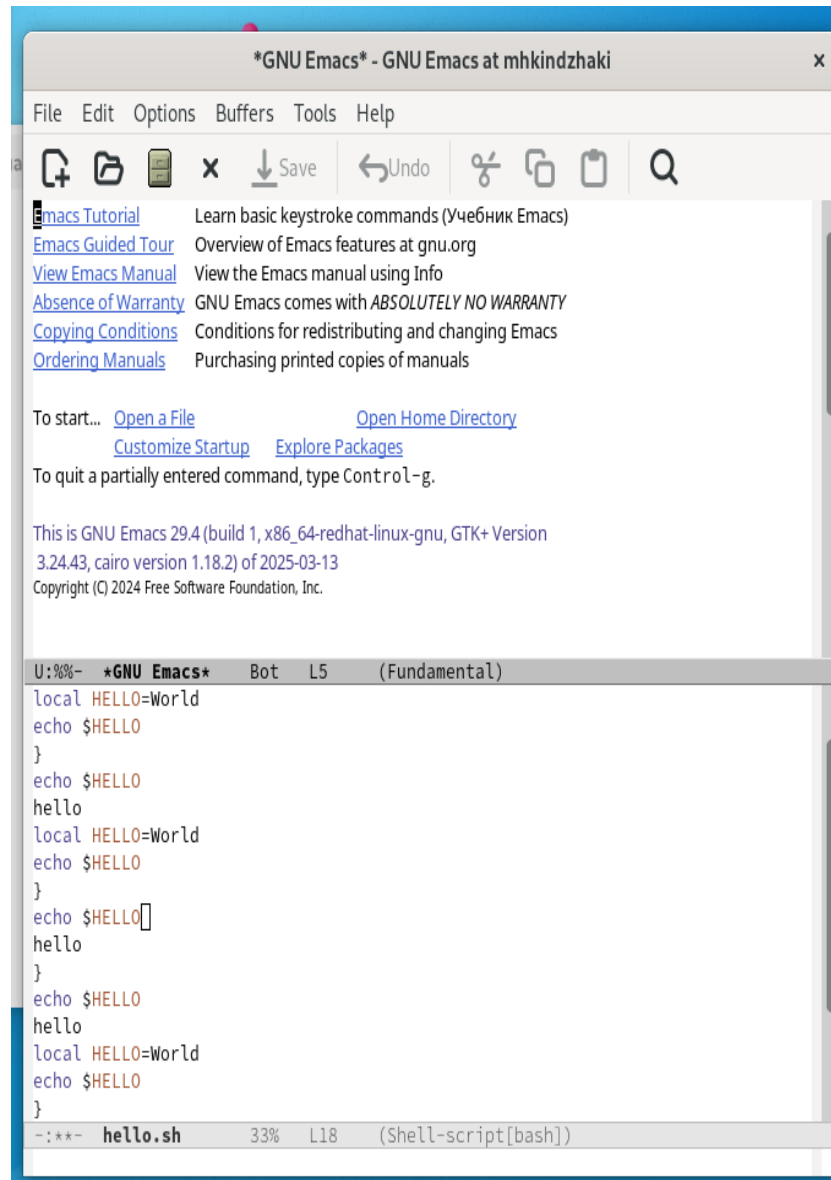 *GNU Emacs* - GNU Emacs at mhkindzhaki ×
File Edit Options Buffers Tools Help
Save Undo
Emacs Tutorial Learn basic keystroke commands (Учебник Emacs)
Emacs Guided Tour Overview of Emacs features at gnu.org
View Emacs Manual View the Emacs manual using Info
Absence of Warranty GNU Emacs comes with ABSOLUTELY NO WARRANTY
Copying Conditions Conditions for redistributing and changing Emacs
Ordering Manuals Purchasing printed copies of manuals
To start... Open a File Open Home Directory
Customize Startup Explore Packages
To quit a partially entered command, type Control-g.
This is GNU Emacs 29.4 (build 1, x86_64-redhat-linux-gnu, GTK+ Version
3.24.43, cairo version 1.18.2) of 2025-03-13
Copyright (C) 2024 Free Software Foundation, Inc.
U:%%- *GNU Emacs* Bot L5 (Fundamental)
local HELLO=World
echo $HELLO
}
echo $HELLO
hello
local HELLO=World
echo $HELLO
}
echo $HELLO
hello
}
echo $HELLO
hello
local HELLO=World
echo $HELLO
}
-:**- hello.sh 33% L18 (Shell-script[bash])